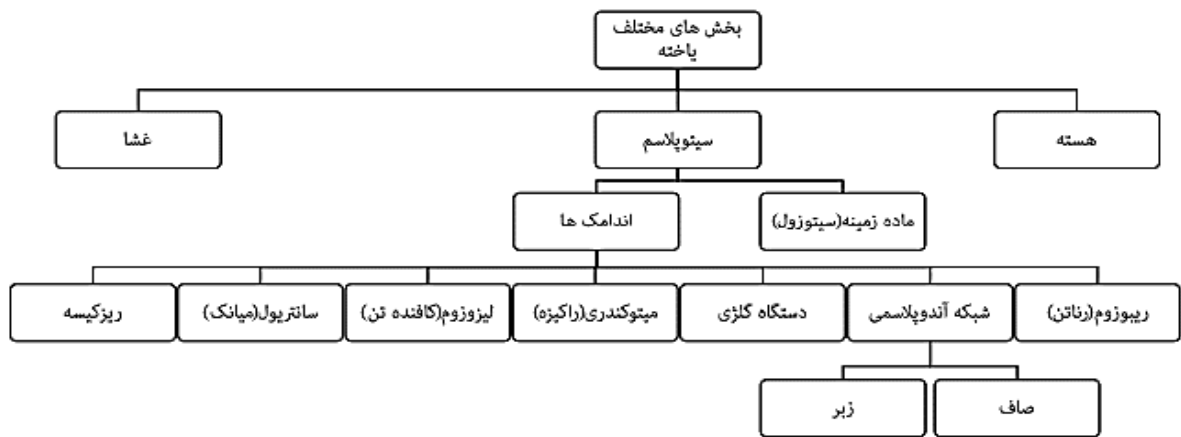 بخش های مختلف
یاخته
هسته
سیتوپلاسم
غشا
ماده زمینه(سیتوزول)
اندامک ها
ریبوزوم(رناتن)
شبکه آندوپلاسمی
دستگاه گلژی
میتوکندری(راکیزه)
لیزوزوم(کافنده تن)
سانتریول(میانک)
ریزکیسه
صاف
زبر